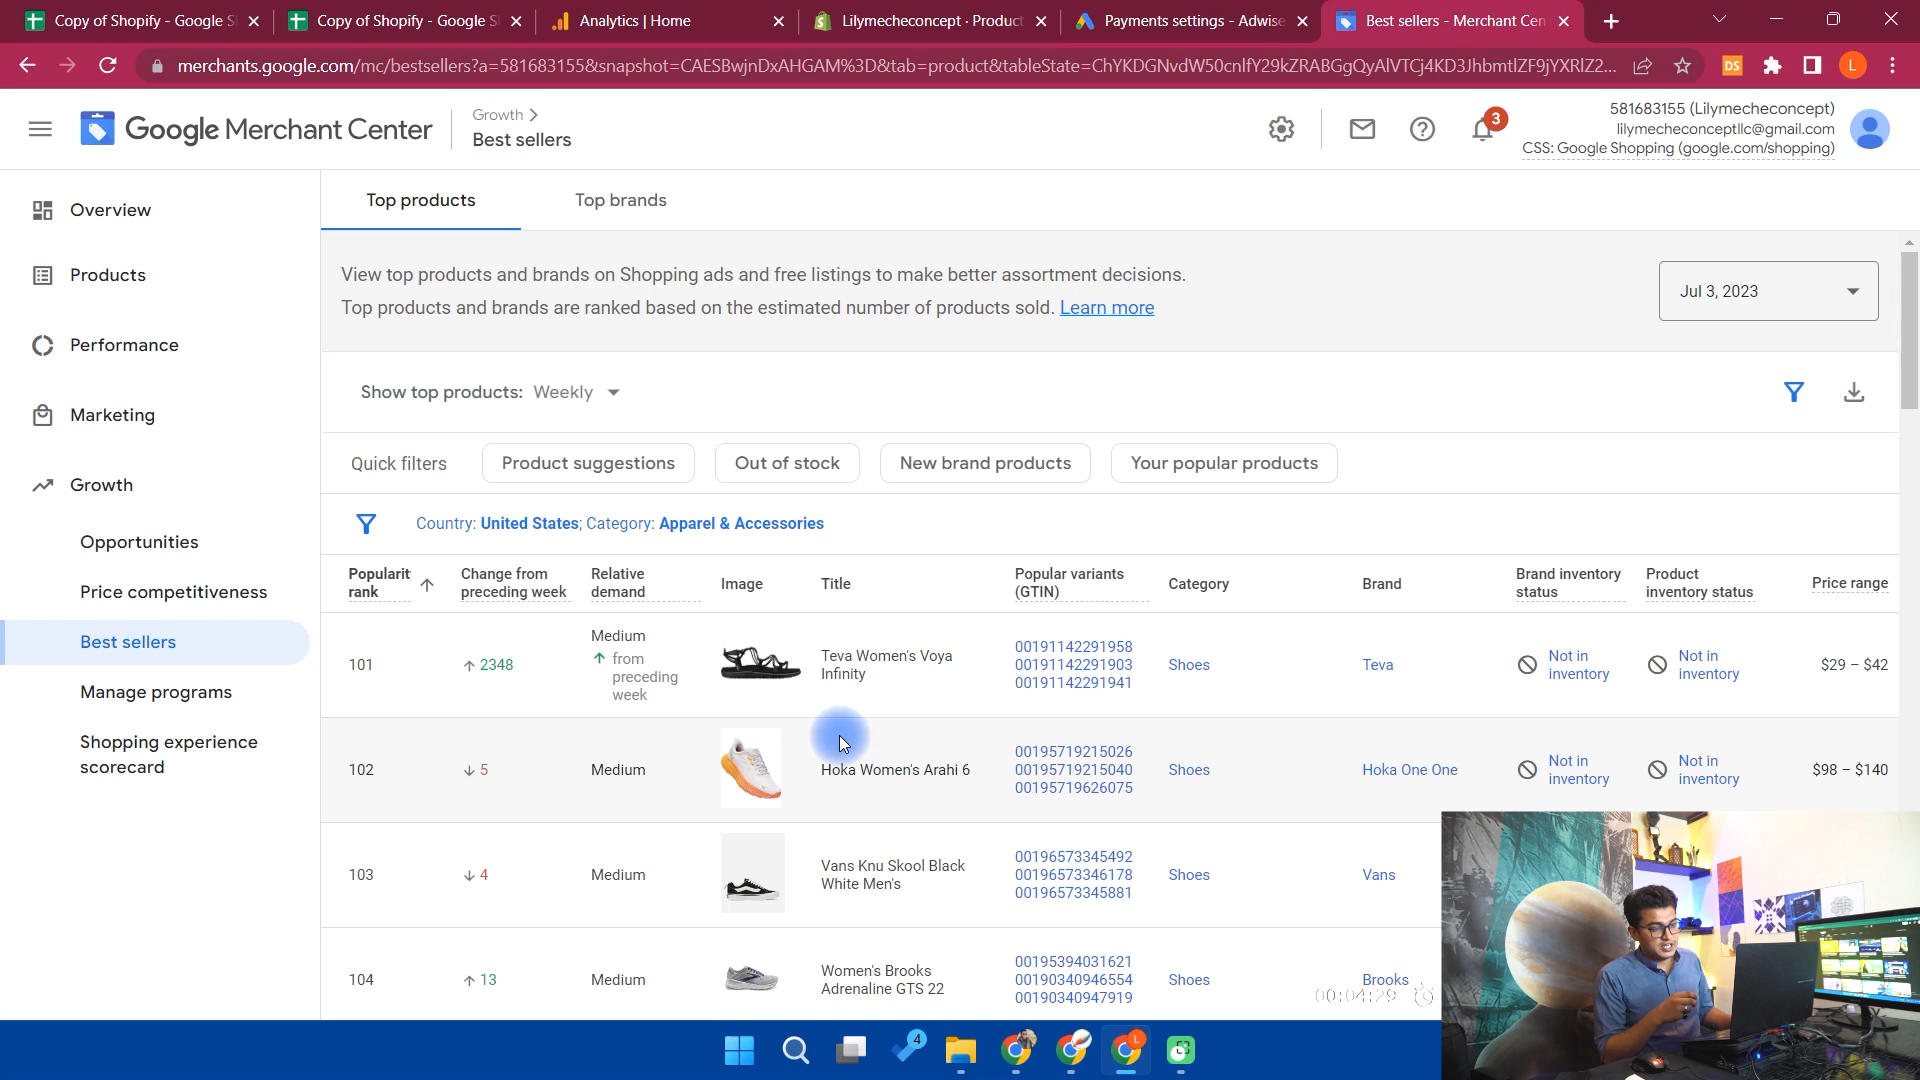 Copy of Shopify - Google S
Copy of Shopify - Google S
Analytics | Home
Lilymecheconcept · Product
Payments settings - Adwise
Best sellers - Merchant Cen
merchants.google.com/mc/bestsellers?a=581683155&snapshot=CAESBwjnDxAHGAM%3D&tab=product&tableState=ChYKDGNvdW50cnlfY29kZRABGgQyAlVTCj4KD3JhbmtlZF9jYXRlZ2...
DS
L
Google Merchant Center
Growth
Best sellers
3
581683155 (Lilymecheconcept)
lilymecheconceptllc@gmail.com
CSS: Google Shopping (google.com/shopping)
Overview
Products
Performance
Marketing
Growth
Opportunities
Price competitiveness
Best sellers
Manage programs
Shopping experience
scorecard
Top products
Top brands
View top products and brands on Shopping ads and free listings to make better assortment decisions.
Top products and brands are ranked based on the estimated number of products sold. Learn more
Jul 3, 2023
Show top products: Weekly
Quick filters
Product suggestions
Out of stock
New brand products
Your popular products
Country: United States; Category: Apparel & Accessories
Popularit
rank
Change from
preceding week
Relative
demand
Image
Title
Popular variants
(GTIN)
Category
Brand
Brand inventory
status
Product
inventory status
Price range
101
2348
Medium
from
preceding
week
Teva Women's Voya
Infinity
00191142291958
00191142291903
00191142291941
Shoes
Teva
Not in
inventory
Not in
inventory
$29 – $42
102
5
Medium
Hoka Women's Arahi 6
00195719215026
00195719215040
00195719626075
Shoes
Hoka One One
Not in
inventory
Not in
inventory
$98 – $140
103
4
Medium
Vans Knu Skool Black
White Men's
00196573345492
00196573346178
00196573345881
Shoes
Vans
104
13
Medium
Women's Brooks
Adrenaline GTS 22
00195394031621
00190340946554
00190340947919
Shoes
Brooks
00:04:29
4
L